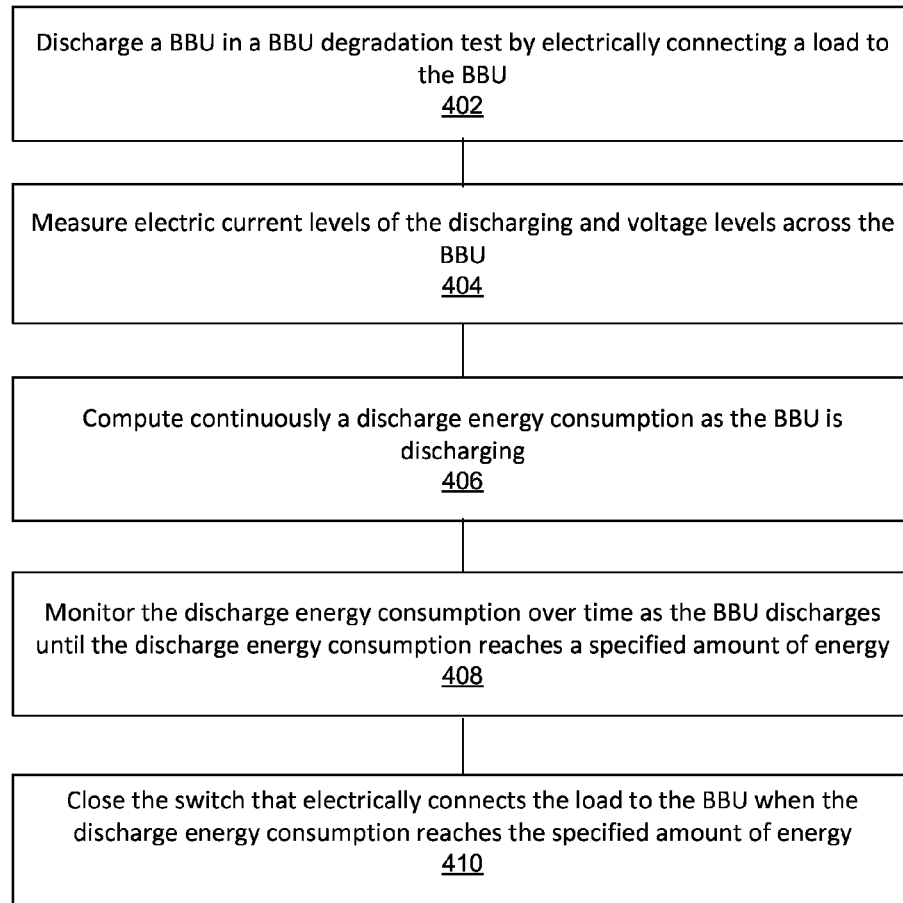 Discharge a BBU in a BBU degradation test by electrically connecting a load to
the BBU
402
Measure electric current levels of the discharging and voltage levels across the
BBU
404
Compute continuously a discharge energy consumption as the BBU is
discharging
406
Monitor the discharge energy consumption over time as the BBU discharges
until the discharge energy consumption reaches a specified amount of energy
408
Close the switch that electrically connects the load to the BBU when the
discharge energy consumption reaches the specified amount of energy
410